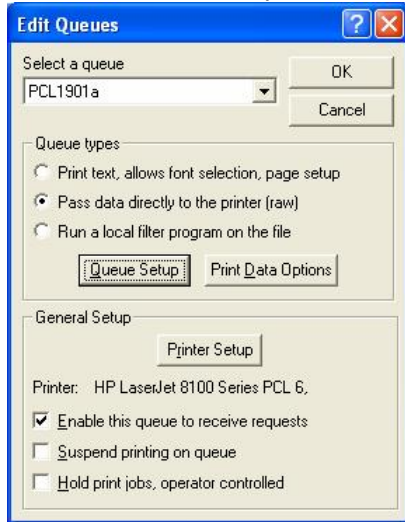 Edit Queues
Select a queue
OK
PCL1901a
Cancel
Queue types
Print text, allows font selection, page setup
Pass data directly to the printer (raw)
Run a local filter program on the file
Queue Setup Print Data Options
General Setup
Printer Setup
Printer: HP LaserJet 8100 Series PCL 6,
Enable this queue to receive requests
Suspend printing on queue
Hold print jobs, operator controlled